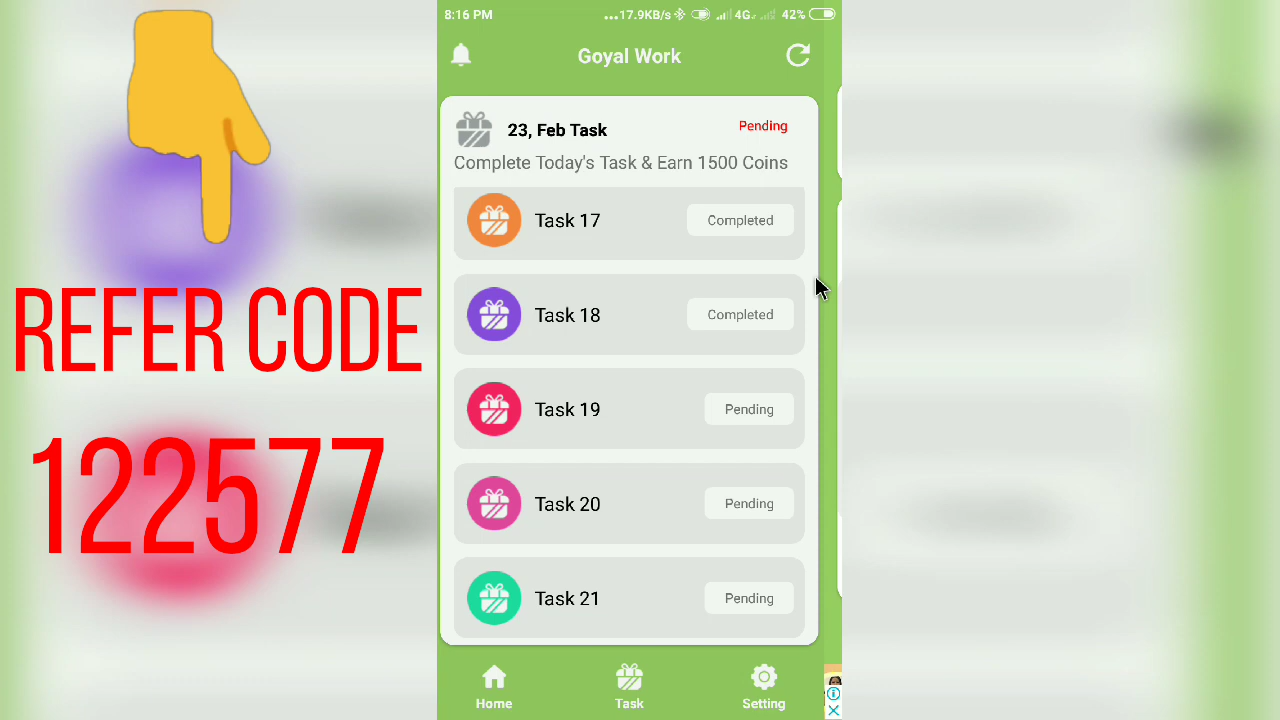 REFER CODE
122577
8:16 PM
...17.9KB/s 4G 42%
Goyal Work
23, Feb Task
Pending
Complete Today's Task & Earn 1500 Coins
Task 17
Completed
Task 18
Completed
Task 19
Pending
Task 20
Pending
Task 21
Pending
Home
Task
Setting